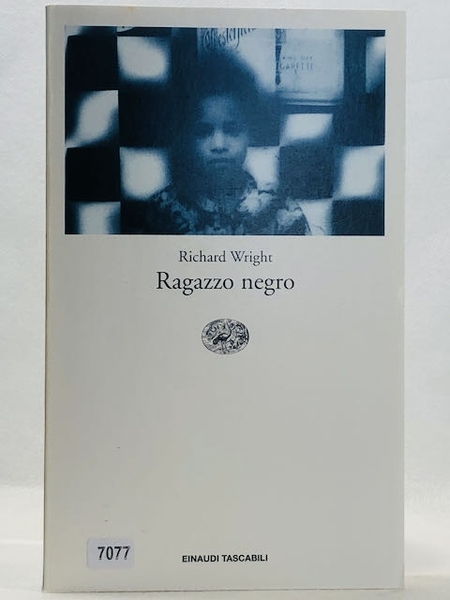 Richard Wright
Ragazzo negro
7077
EINAUDI TASCABILI